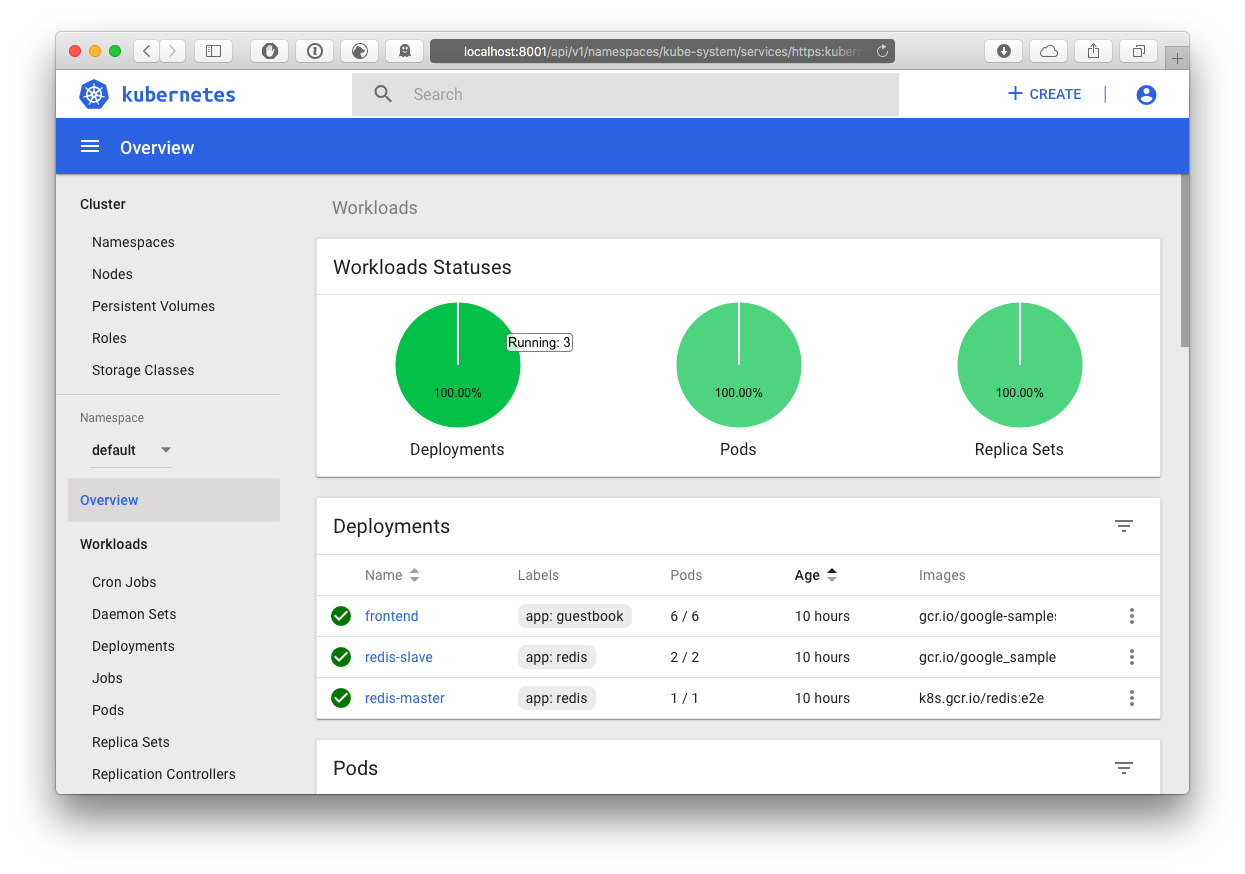 localhost:8001/api/v1/namespaces/kube-system/services/https:kuber
kubernetes
Search
CREATE
Overview
Cluster
Namespaces
Nodes
Persistent Volumes
Roles
Storage Classes
Namespace
default
Overview
Workloads
Cron Jobs
Daemon Sets
Deployments
Jobs
Pods
Replica Sets
Replication Controllers
Workloads
Workloads Statuses
Running: 3
100.00% 100.00% 100.00%
Deployments Pods Replica Sets
Deployments
Name Labels Pods Age Images
frontend app: guestbook 6 / 6 10 hours gcr.io/google-samples
redis-slave app: redis 2 / 2 10 hours gcr.io/google_sample
redis-master app: redis 1 / 1 10 hours k8s.gcr.io/redis:e2e
Pods